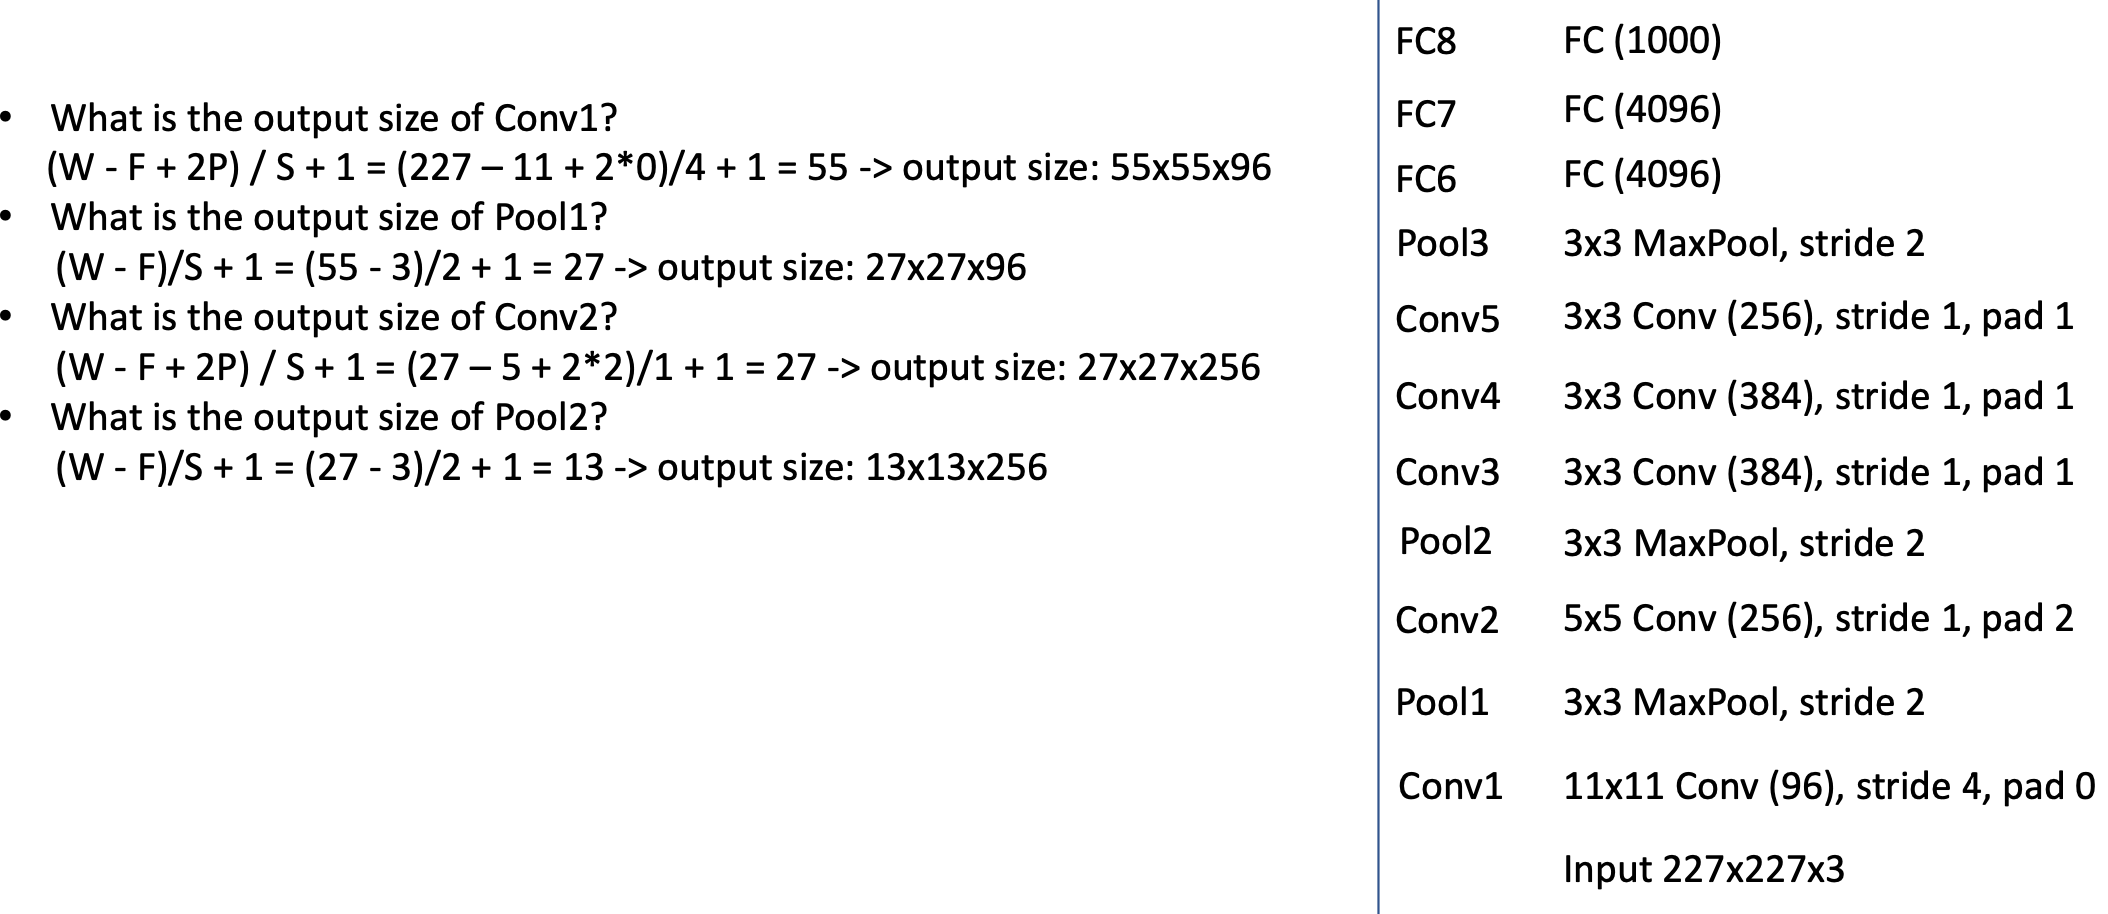 • What is the output size of Conv1?
(W - F + 2P) / S + 1 = (227 – 11 + 2*0)/4 + 1 = 55 -> output size: 55x55x96
• What is the output size of Pool1?
(W - F)/S + 1 = (55 - 3)/2 + 1 = 27 -> output size: 27x27x96
• What is the output size of Conv2?
(W - F + 2P) / S + 1 = (27 – 5 + 2*2)/1 + 1 = 27 -> output size: 27x27x256
• What is the output size of Pool2?
(W - F)/S + 1 = (27 - 3)/2 + 1 = 13 -> output size: 13x13x256
FC8 FC (1000)
FC7 FC (4096)
FC6 FC (4096)
Pool3 3x3 MaxPool, stride 2
Conv5 3x3 Conv (256), stride 1, pad 1
Conv4 3x3 Conv (384), stride 1, pad 1
Conv3 3x3 Conv (384), stride 1, pad 1
Pool2 3x3 MaxPool, stride 2
Conv2 5x5 Conv (256), stride 1, pad 2
Pool1 3x3 MaxPool, stride 2
Conv1 11x11 Conv (96), stride 4, pad 0
Input 227x227x3